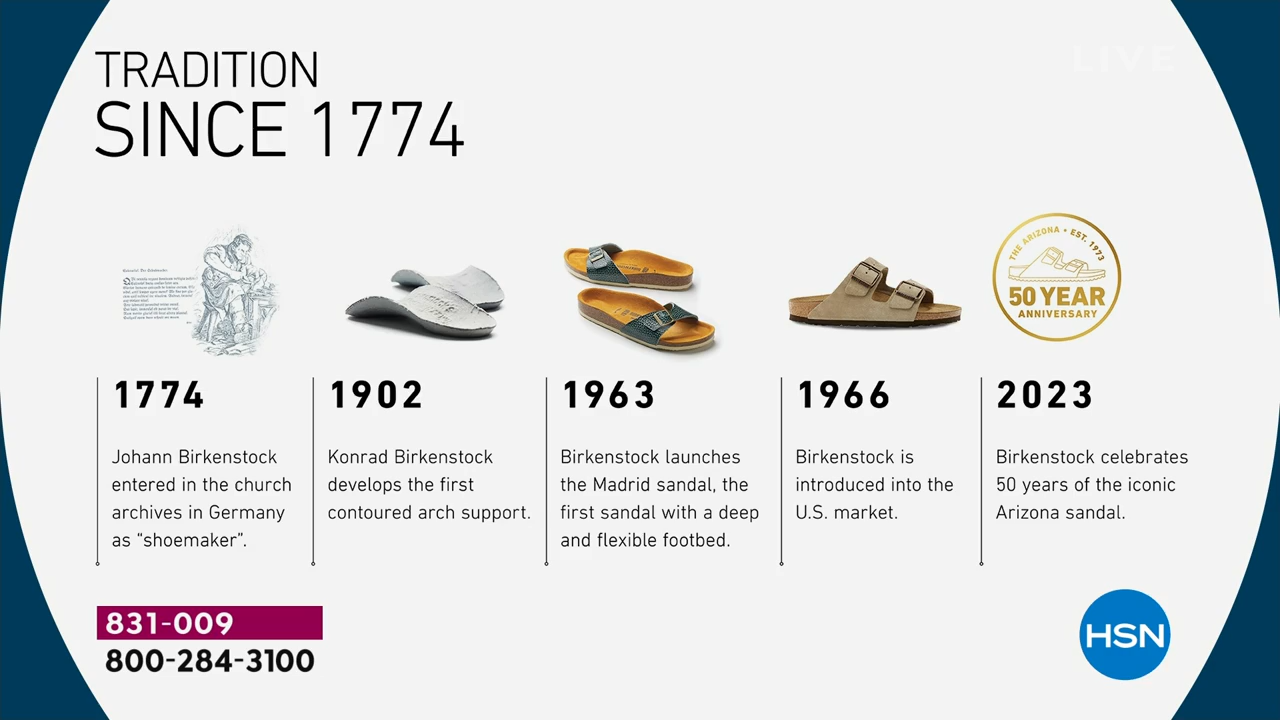 LIVE
TRADITION
SINCE 1774
THE ARIZONA • EST. 1973
50 YEAR
ANNIVERSARY
1774
Johann Birkenstock
entered in the church
archives in Germany
as “shoemaker”.
1902
Konrad Birkenstock
develops the first
contoured arch support.
1963
Birkenstock launches
the Madrid sandal, the
first sandal with a deep
and flexible footbed.
1966
Birkenstock is
introduced into the
U.S. market.
2023
Birkenstock celebrates
50 years of the iconic
Arizona sandal.
831-009
800-284-3100
HSN